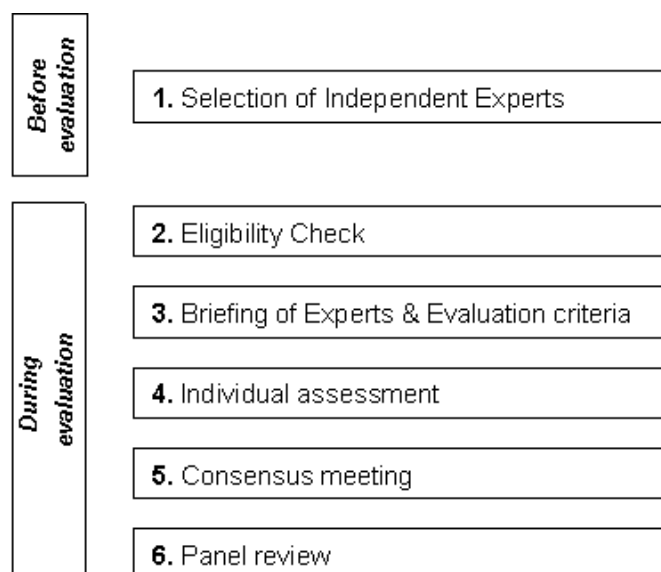 Before
evaluation
1. Selection of Independent Experts
During
evaluation
2. Eligibility Check
3. Briefing of Experts & Evaluation criteria
4. Individual assessment
5. Consensus meeting
6. Panel review